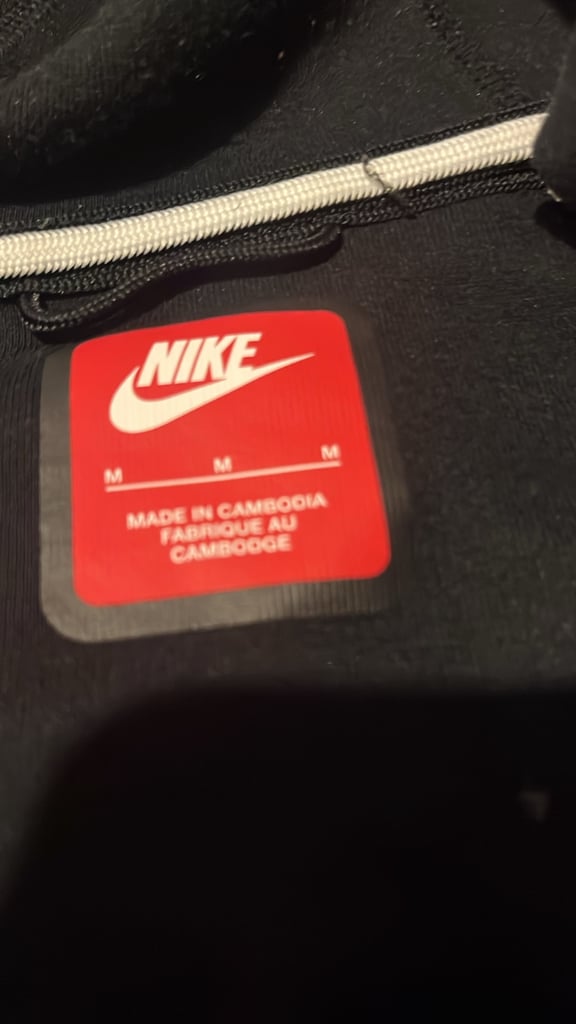 NIKE
M M M
MADE IN CAMBODIA
FABRIQUE AU
CAMBODGE